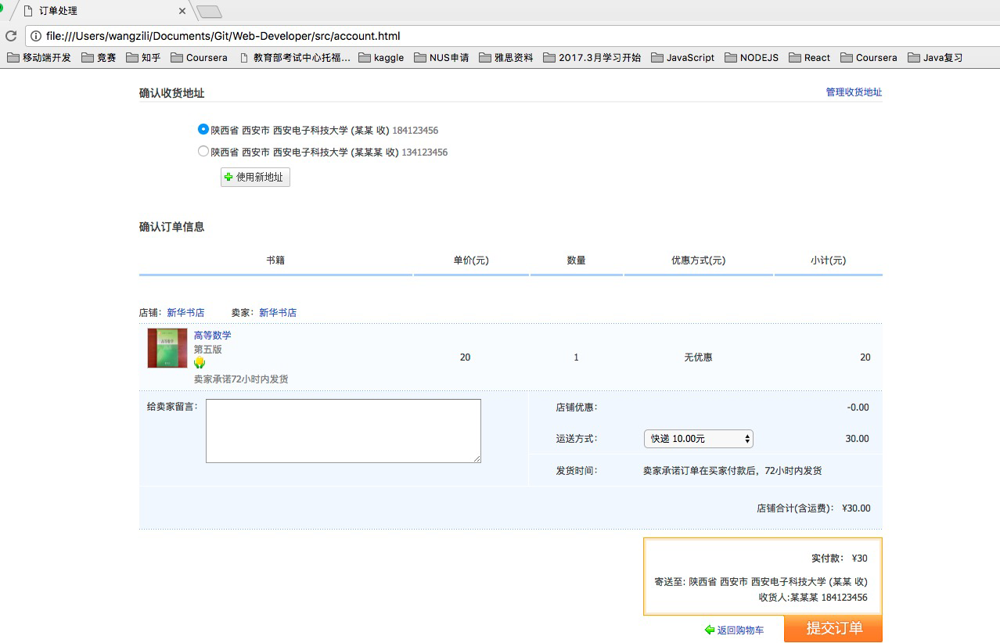 订单处理
file:///Users/wangzili/Documents/Git/Web-Developer/src/account.html
移动端开发 竞赛 知乎 Coursera 教育部考试中心托福... kaggle NUS申请 雅思资料 2017.3月学习开始 JavaScript NODEJS React Coursera Java复习
确认收货地址 管理收货地址
陕西省 西安市 西安电子科技大学 (某某 收) 184123456
陕西省 西安市 西安电子科技大学 (某某某 收) 134123456
使用新地址
确认订单信息
书籍 单价(元) 数量 优惠方式(元) 小计(元)
店铺：新华书店 卖家：新华书店
高等数学
第五版
20 1 无优惠 20
卖家承诺72小时内发货
给卖家留言： 店铺优惠： -0.00
运送方式： 快递 10.00元 30.00
发货时间： 卖家承诺订单在买家付款后，72小时内发货
店铺合计(含运费)： ¥30.00
实付款： ¥30
寄送至: 陕西省 西安市 西安电子科技大学 (某某 收)
收货人:某某某 184123456
返回购物车 提交订单